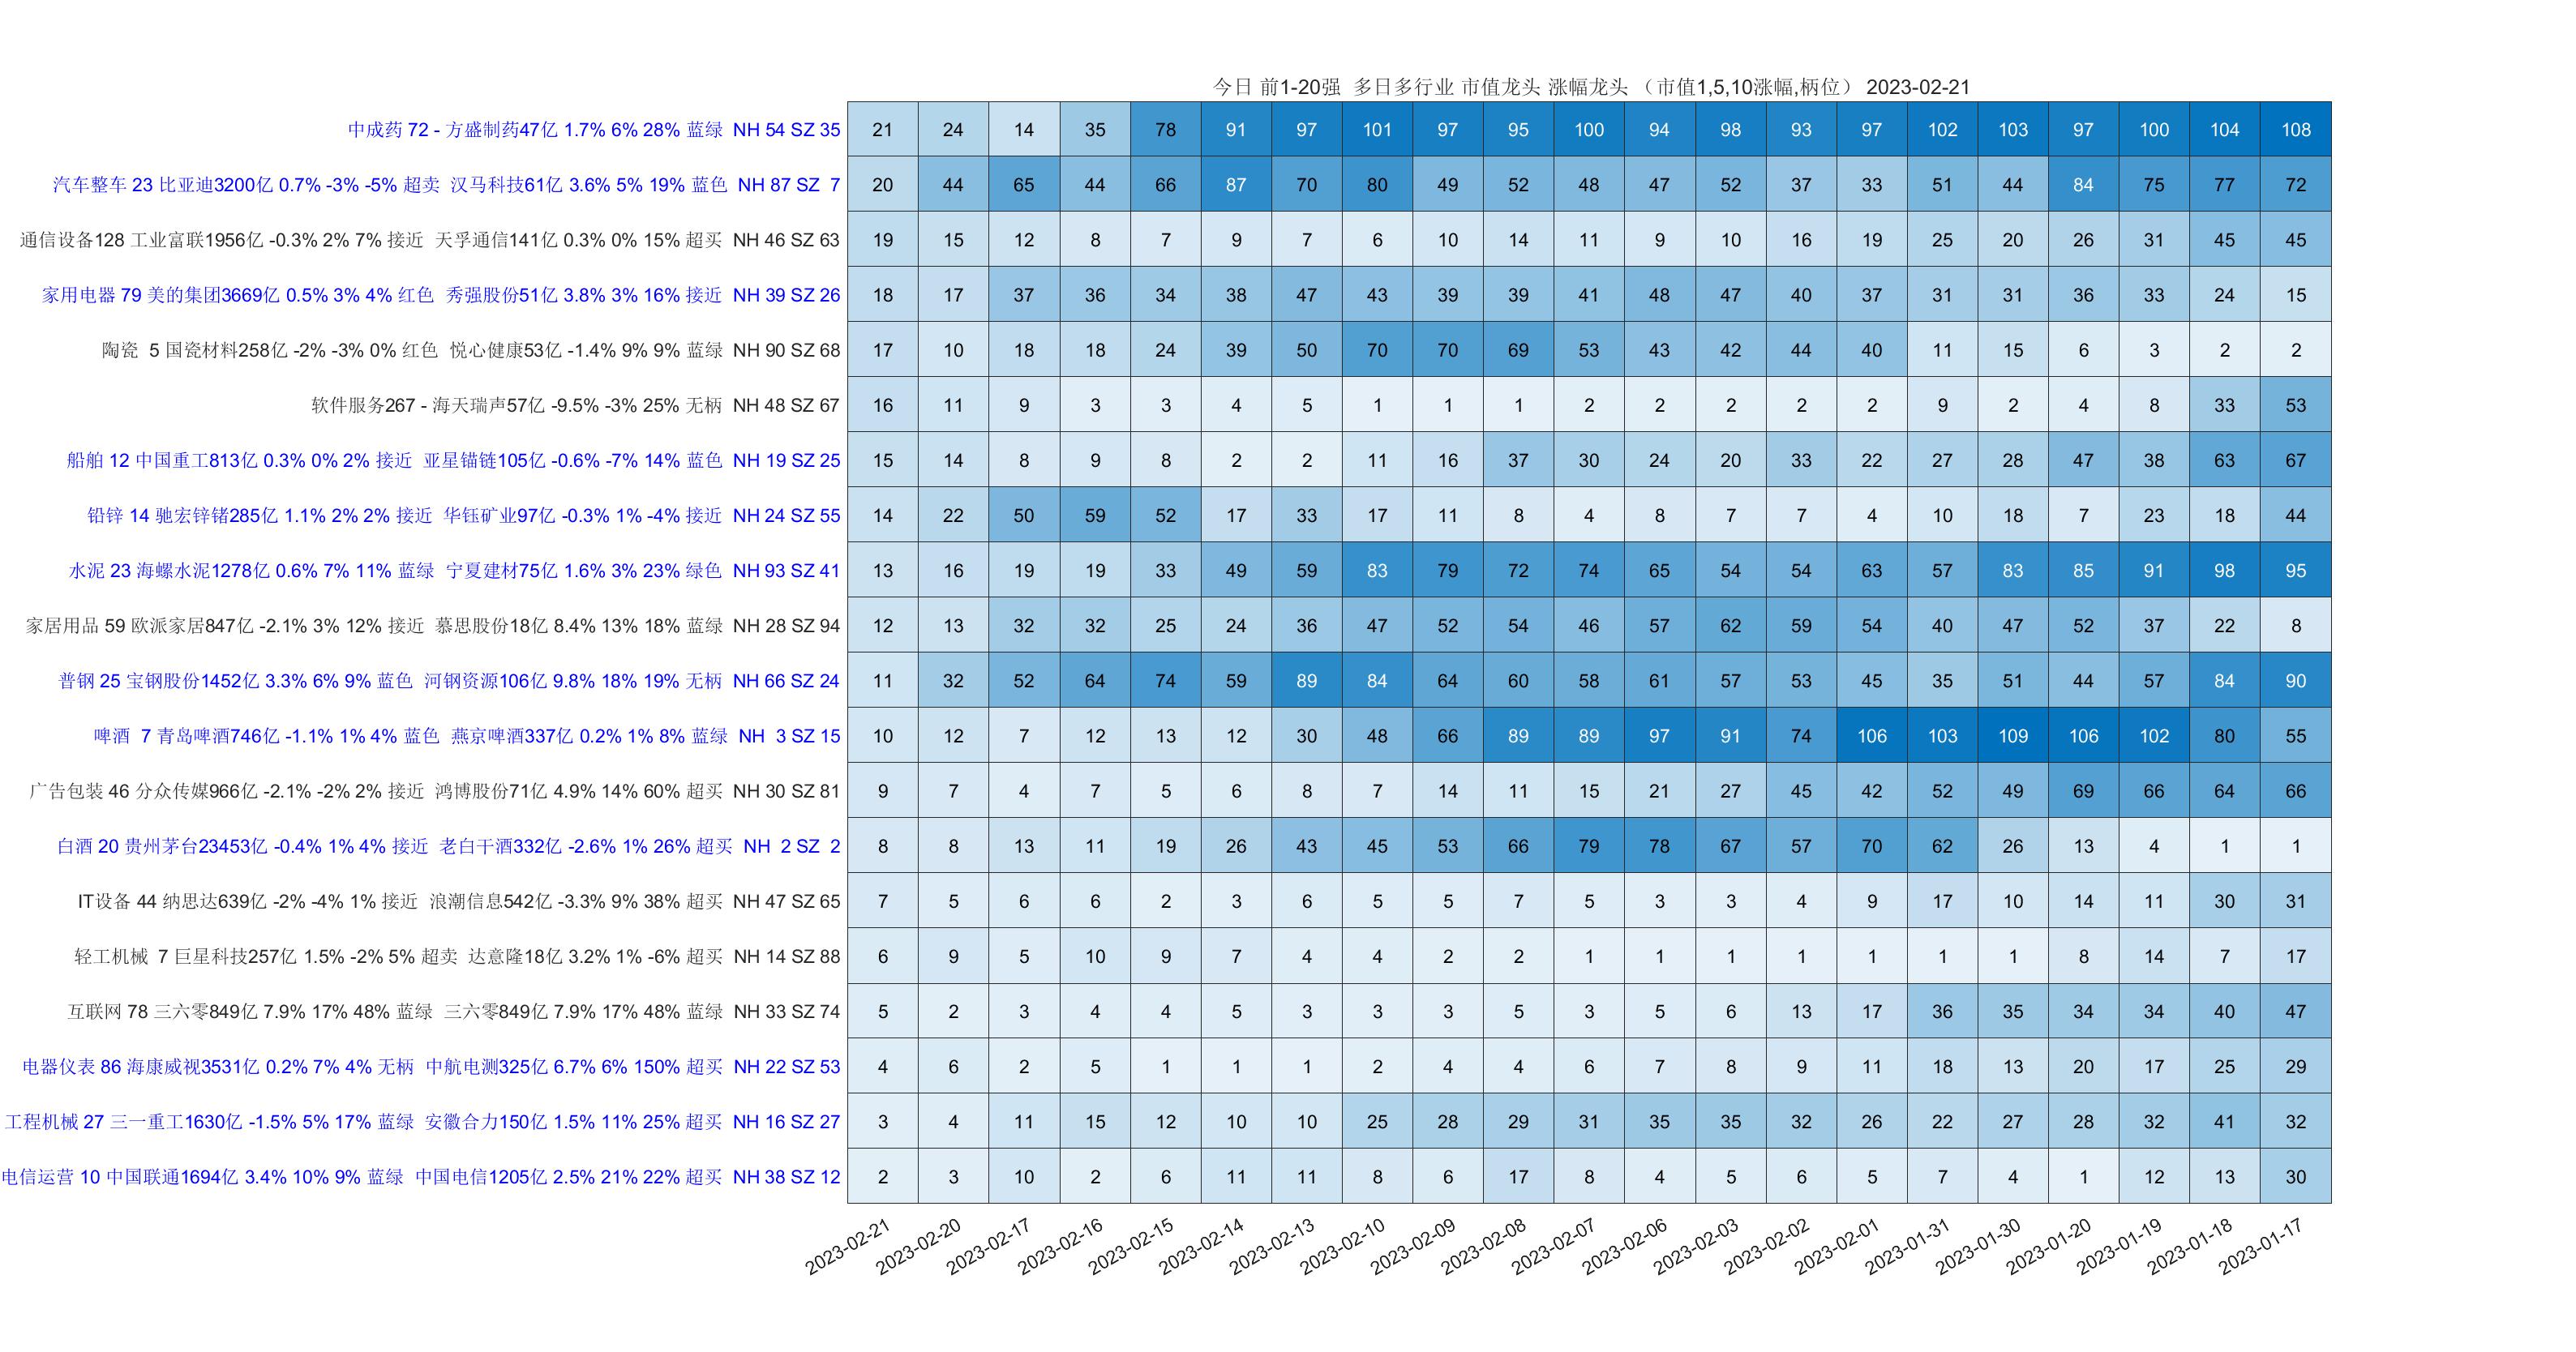 今日 前1-20强 多日多行业 市值龙头 涨幅龙头 （市值1,5,10涨幅,柄位） 2023-02-21
中成药 72 - 方盛制药47亿 1.7% 6% 28% 蓝绿 NH 54 SZ 35 21 24 14 35 78 91 97 101 97 95 100 94 98 93 97 102 103 97 100 104 108
汽车整车 23 比亚迪3200亿 0.7% -3% -5% 超卖 汉马科技61亿 3.6% 5% 19% 蓝色 NH 87 SZ 7 20 44 65 44 66 87 70 80 49 52 48 47 52 37 33 51 44 84 75 77 72
通信设备128 工业富联1956亿 -0.3% 2% 7% 接近 天孚通信141亿 0.3% 0% 15% 超买 NH 46 SZ 63 19 15 12 8 7 9 7 6 10 14 11 9 10 16 19 25 20 26 31 45 45
家用电器 79 美的集团3669亿 0.5% 3% 4% 红色 秀强股份51亿 3.8% 3% 16% 接近 NH 39 SZ 26 18 17 37 36 34 38 47 43 39 39 41 48 47 40 37 31 31 36 33 24 15
陶瓷 5 国瓷材料258亿 -2% -3% 0% 红色 悦心健康53亿 -1.4% 9% 9% 蓝绿 NH 90 SZ 68 17 10 18 18 24 39 50 70 70 69 53 43 42 44 40 11 15 6 3 2 2
软件服务267 - 海天瑞声57亿 -9.5% -3% 25% 无柄 NH 48 SZ 67 16 11 9 3 3 4 5 1 1 1 2 2 2 2 2 9 2 4 8 33 53
船舶 12 中国重工813亿 0.3% 0% 2% 接近 亚星锚链105亿 -0.6% -7% 14% 蓝色 NH 19 SZ 25 15 14 8 9 8 2 2 11 16 37 30 24 20 33 22 27 28 47 38 63 67
铅锌 14 驰宏锌锗285亿 1.1% 2% 2% 接近 华钰矿业97亿 -0.3% 1% -4% 接近 NH 24 SZ 55 14 22 50 59 52 17 33 17 11 8 4 8 7 7 4 10 18 7 23 18 44
水泥 23 海螺水泥1278亿 0.6% 7% 11% 蓝绿 宁夏建材75亿 1.6% 3% 23% 绿色 NH 93 SZ 41 13 16 19 19 33 49 59 83 79 72 74 65 54 54 63 57 83 85 91 98 95
家居用品 59 欧派家居847亿 -2.1% 3% 12% 接近 慕思股份18亿 8.4% 13% 18% 蓝绿 NH 28 SZ 94 12 13 32 32 25 24 36 47 52 54 46 57 62 59 54 40 47 52 37 22 8
普钢 25 宝钢股份1452亿 3.3% 6% 9% 蓝色 河钢资源106亿 9.8% 18% 19% 无柄 NH 66 SZ 24 11 32 52 64 74 59 89 84 64 60 58 61 57 53 45 35 51 44 57 84 90
啤酒 7 青岛啤酒746亿 -1.1% 1% 4% 蓝色 燕京啤酒337亿 0.2% 1% 8% 蓝绿 NH 3 SZ 15 10 12 7 12 13 12 30 48 66 89 89 97 91 74 106 103 109 106 102 80 55
广告包装 46 分众传媒966亿 -2.1% -2% 2% 接近 鸿博股份71亿 4.9% 14% 60% 超买 NH 30 SZ 81 9 7 4 7 5 6 8 7 14 11 15 21 27 45 42 52 49 69 66 64 66
白酒 20 贵州茅台23453亿 -0.4% 1% 4% 接近 老白干酒332亿 -2.6% 1% 26% 超买 NH 2 SZ 2 8 8 13 11 19 26 43 45 53 66 79 78 67 57 70 62 26 13 4 1 1
IT设备 44 纳思达639亿 -2% -4% 1% 接近 浪潮信息542亿 -3.3% 9% 38% 超买 NH 47 SZ 65 7 5 6 6 2 3 6 5 5 7 5 3 3 4 9 17 10 14 11 30 31
轻工机械 7 巨星科技257亿 1.5% -2% 5% 超卖 达意隆18亿 3.2% 1% -6% 超买 NH 14 SZ 88 6 9 5 10 9 7 4 4 2 2 1 1 1 1 1 1 1 8 14 7 17
互联网 78 三六零849亿 7.9% 17% 48% 蓝绿 三六零849亿 7.9% 17% 48% 蓝绿 NH 33 SZ 74 5 2 3 4 4 5 3 3 3 5 3 5 6 13 17 36 35 34 34 40 47
电器仪表 86 海康威视3531亿 0.2% 7% 4% 无柄 中航电测325亿 6.7% 6% 150% 超买 NH 22 SZ 53 4 6 2 5 1 1 1 2 4 4 6 7 8 9 11 18 13 20 17 25 29
工程机械 27 三一重工1630亿 -1.5% 5% 17% 蓝绿 安徽合力150亿 1.5% 11% 25% 超买 NH 16 SZ 27 3 4 11 15 12 10 10 25 28 29 31 35 35 32 26 22 27 28 32 41 32
电信运营 10 中国联通1694亿 3.4% 10% 9% 蓝绿 中国电信1205亿 2.5% 21% 22% 超买 NH 38 SZ 12 2 3 10 2 6 11 11 8 6 17 8 4 5 6 5 7 4 1 12 13 30
2023-02-21 2023-02-20 2023-02-17 2023-02-16 2023-02-15 2023-02-14 2023-02-13 2023-02-10 2023-02-09 2023-02-08 2023-02-07 2023-02-06 2023-02-03 2023-02-02 2023-02-01 2023-01-31 2023-01-30 2023-01-20 2023-01-19 2023-01-18 2023-01-17